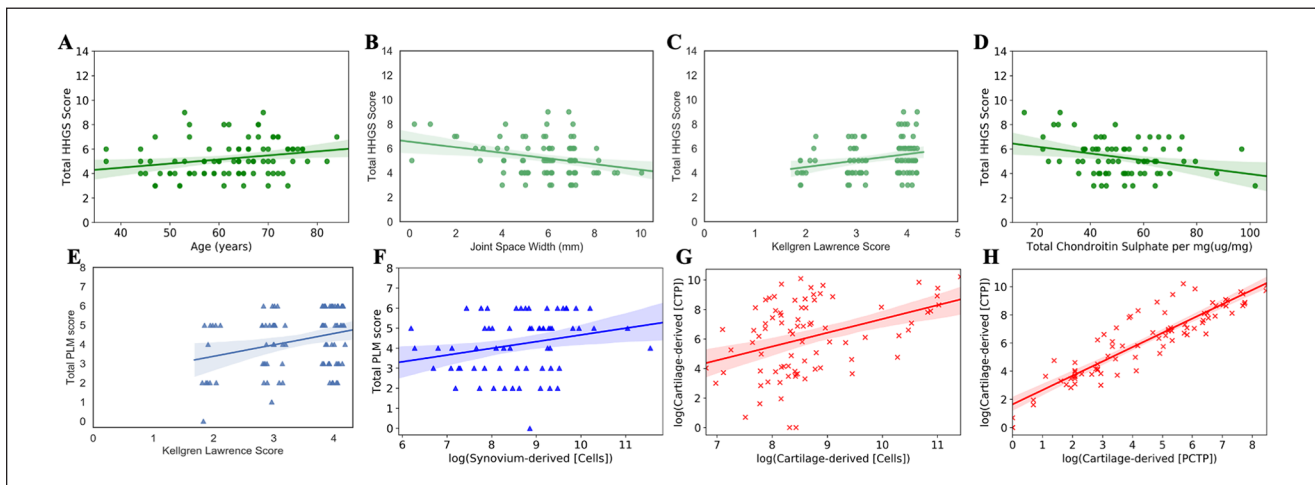 A
B
C
D
14
12
10
8
6
4
2
0
Total HHGS Score
40 50 60 70 80
Age (years)
14
12
10
8
6
4
2
0
Total HHGS Score
0 2 4 6 8 10
Joint Space Width (mm)
14
12
10
8
6
4
2
0
Total HHGS Score
0 1 2 3 4 5
Kellgren Lawrence Score
14
12
10
8
6
4
2
0
Total HHGS Score
20 40 60 80 100
Total Chondroitin Sulphate per mg(ug/mg)
E
F
G
H
8
7
6
5
4
3
2
1
0
Total PLM score
0 1 2 3 4
Kellgren Lawrence Score
8
7
6
5
4
3
2
1
0
Total PLM score
6 7 8 9 10 11
log(Synovium-derived [Cells])
10
8
6
4
2
0
log(Cartilage-derived [CTP])
7 8 9 10 11
log(Cartilage-derived [Cells])
10
8
6
4
2
0
log(Cartilage-derived [CTP])
0 1 2 3 4 5 6 7 8
log(Cartilage-derived [PCTP])